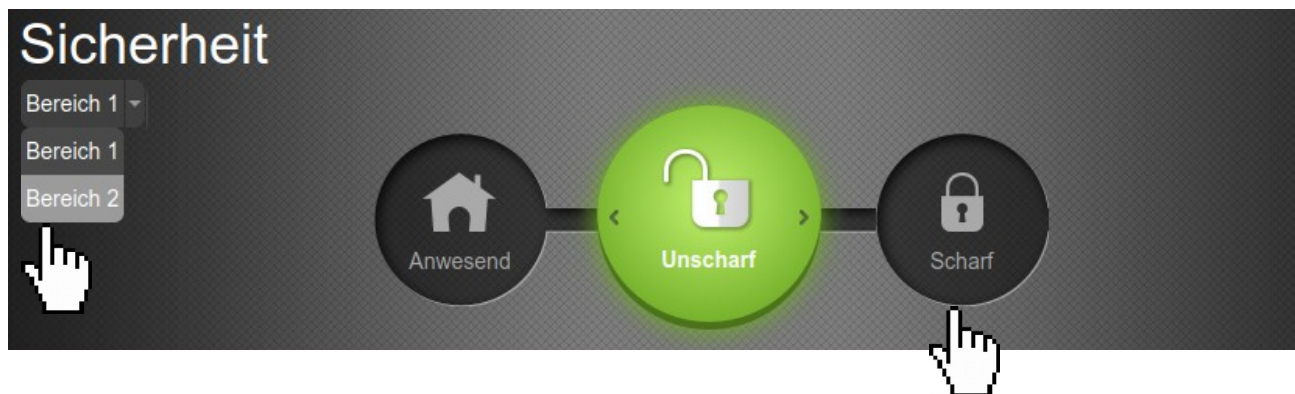 Sicherheit
Bereich 1
Bereich 1
Bereich 2
Anwesend
Unscharf
Scharf